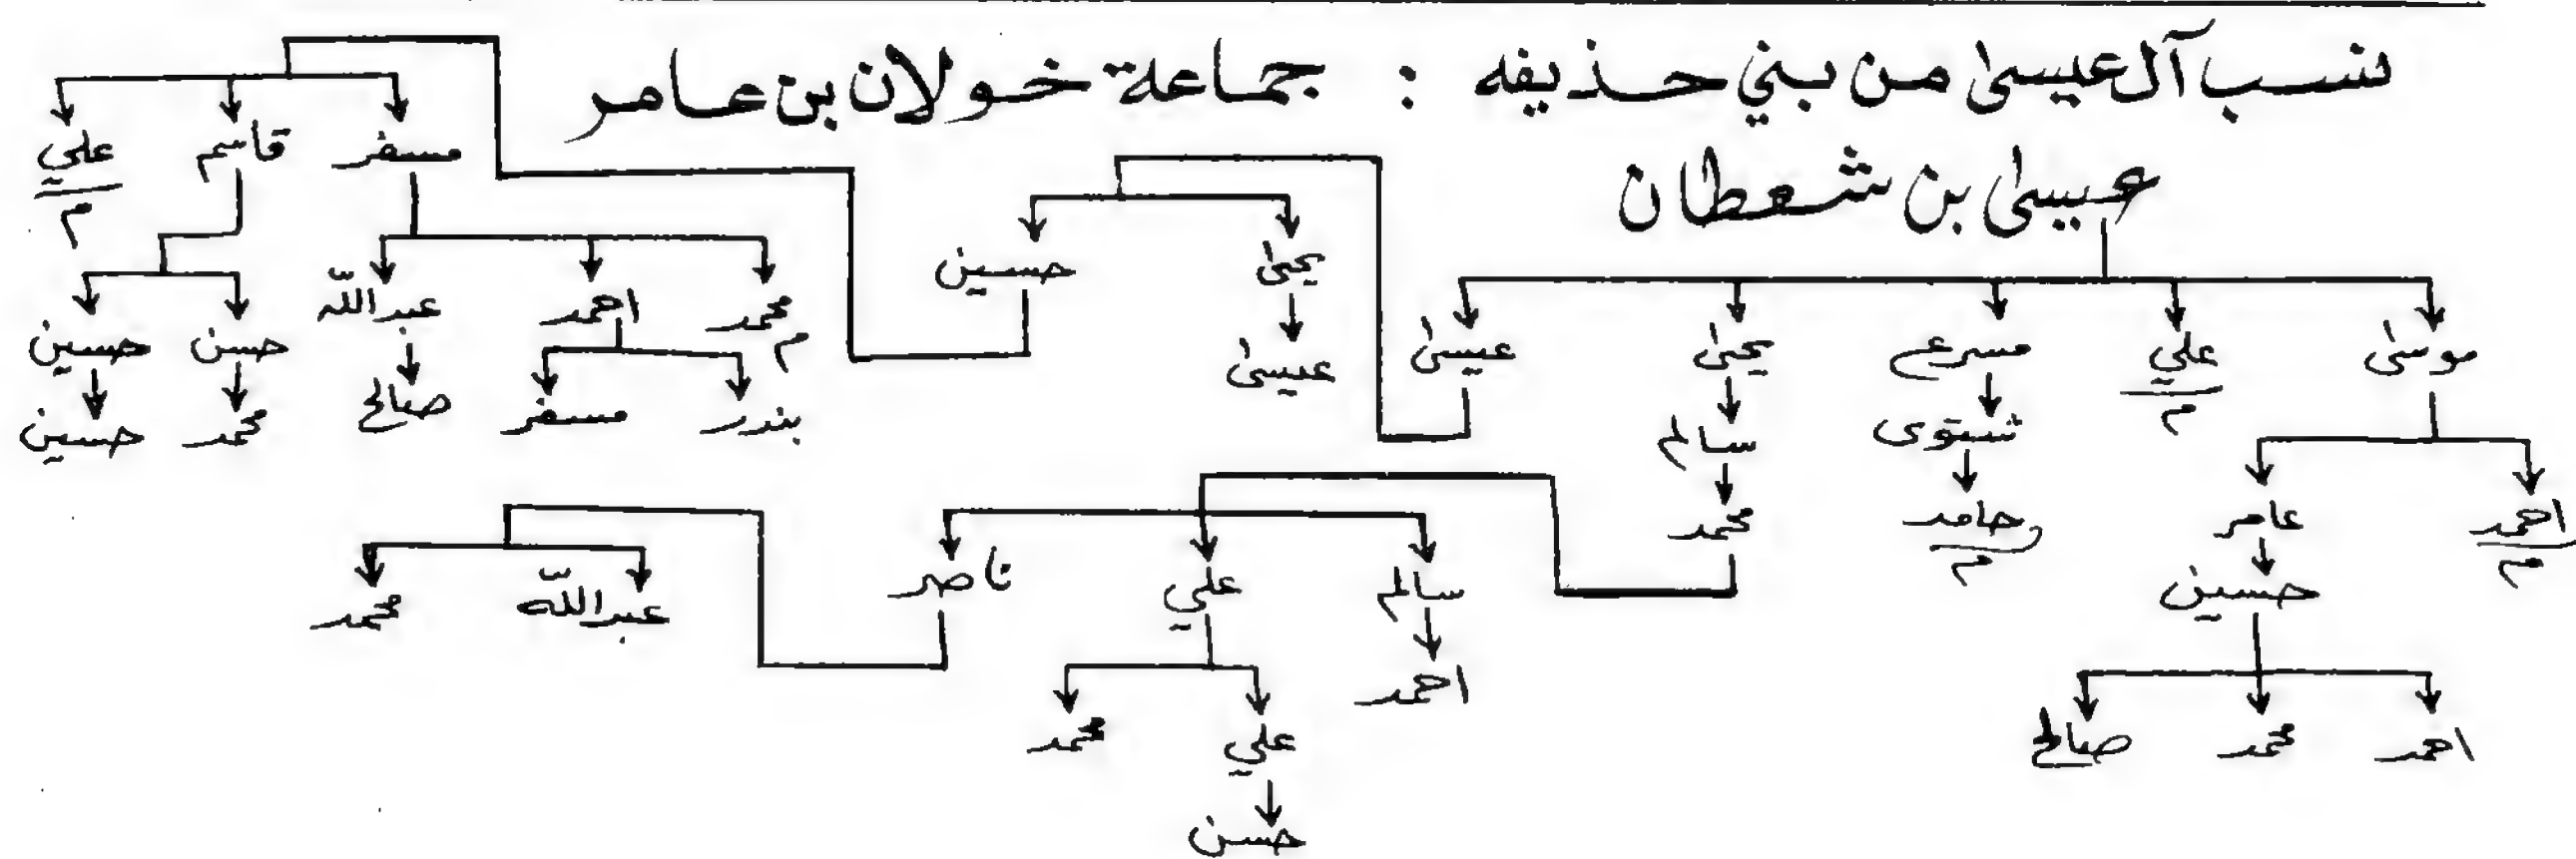 نسب آل عيسىٰ من بني حذيفه : جماعة خولان بن عامر
عيسىٰ بن شعطان
موسىٰ علي م مسرع يحيىٰ عيسىٰ
احمد م عامر
حسين
احمد محمد صالح
شتوى
حامد م
سالم
محمد
سالم علي ناصر
احمد
علي محمد
حسن
عبدالله محمد
يحيىٰ حسين
عيسىٰ
مسفر قاسم علي م
محمد م احمد عبدالله
بندر مسفر صالح
حسن حسين
محمد حسين